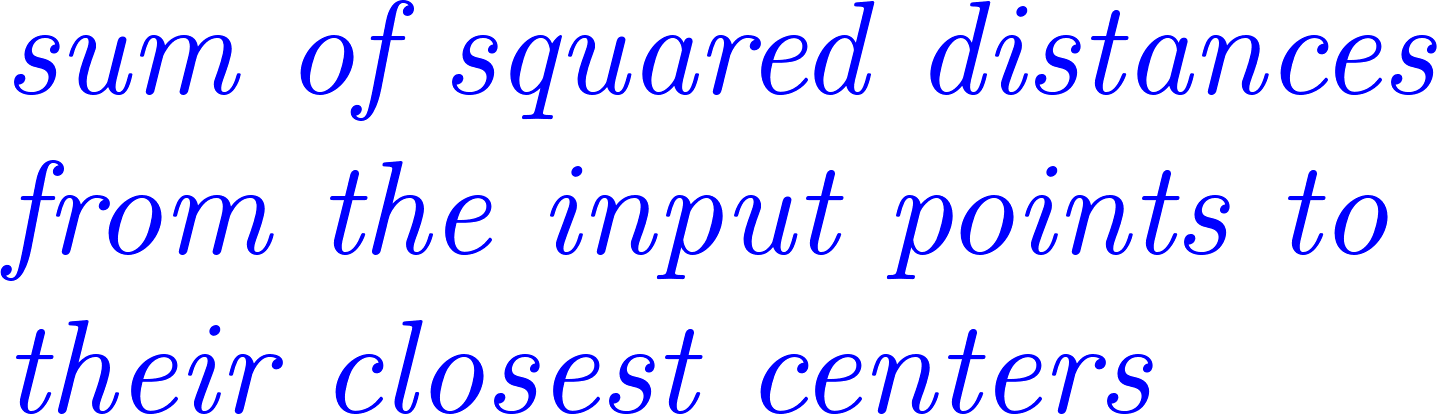 sum of squared distances
from the input points to
their closest centers